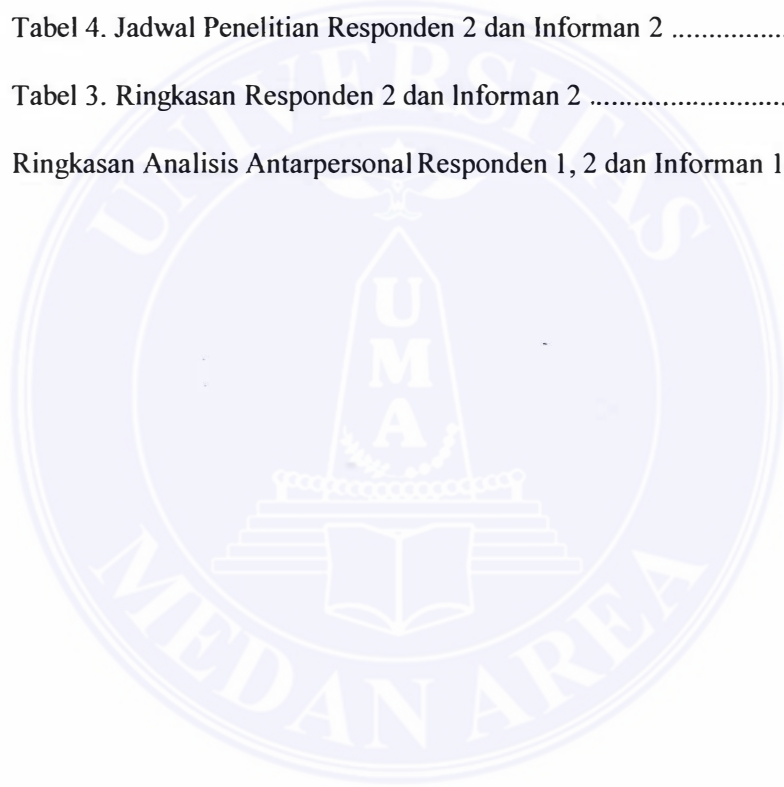 Tabel 4. Jadwal Penelitian Responden 2 dan Informan 2 ................
Tabel 3. Ringkasan Responden 2 dan Informan 2 ...........................
Ringkasan Analisis Antarpersonal Responden 1, 2 dan Informan 1
UNIVERSITAS
UMA
MEDAN AREA